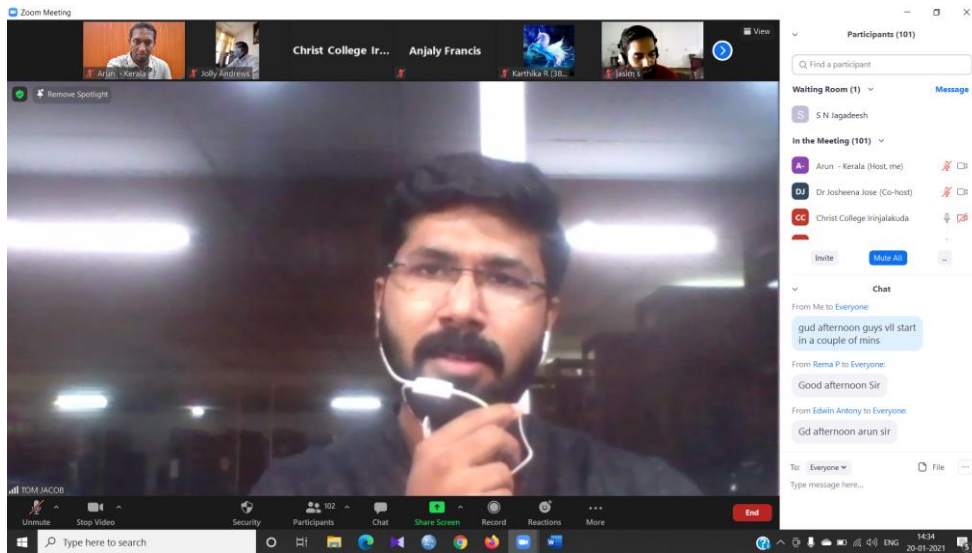 Zoom Meeting
Arun - Kerala
Jolly Andrews
Christ College Ir...
Anjaly Francis
Karthika R (3B...
Jasim s
View
Remove Spotlight
TOM JACOB
Unmute
Stop Video
Security
Participants
102
Chat
Share Screen
Record
Reactions
More
End
Participants (101)
Find a participant
Waiting Room (1)
Message
S
S N Jagadeesh
In the Meeting (101)
A-
Arun - Kerala (Host, me)
DJ
Dr Josheena Jose (Co-host)
CC
Christ College Irinjalakuda
Invite
Mute All
...
Chat
From Me to Everyone:
gud afternoon guys vll start
in a couple of mins
From Rema P to Everyone:
Good afternoon Sir
From Edwin Antony to Everyone:
Gd afternoon arun sir
To: Everyone
File
...
Type message here...
Type here to search
ENG
14:34
20-01-2021